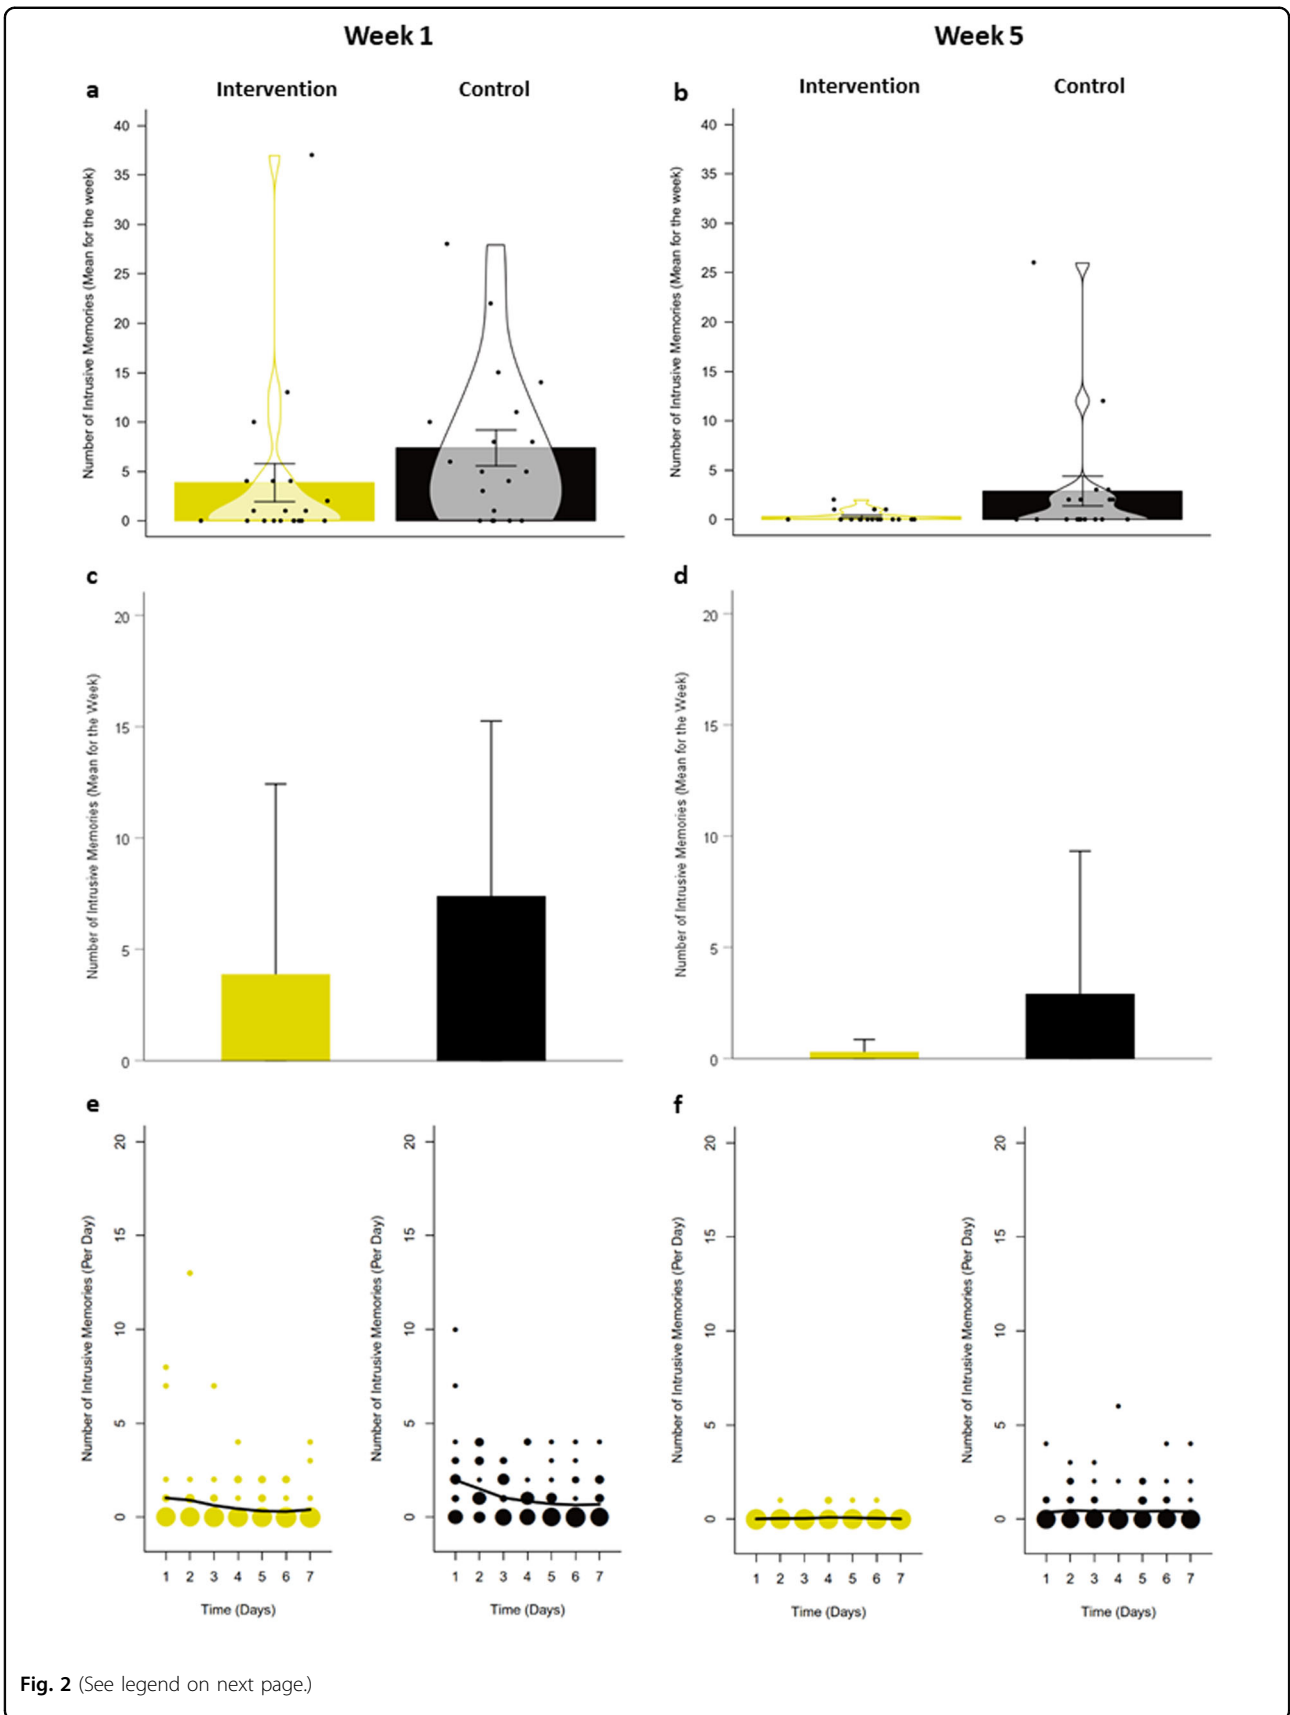 Week 1
Week 5
a
Intervention
Control
b
Intervention
Control
Number of Intrusive Memories (Mean for the week)
40
35
30
25
20
15
10
5
0
Number of Intrusive Memories (Mean for the week)
40
35
30
25
20
15
10
5
0
c
Number of Intrusive Memories (Mean for the Week)
20
15
10
5
0
d
Number of Intrusive Memories (Mean for the Week)
20
15
10
5
0
e
Number of Intrusive Memories (Per Day)
20
15
10
5
0
1 2 3 4 5 6 7
Time (Days)
Number of Intrusive Memories (Per Day)
20
15
10
5
0
1 2 3 4 5 6 7
Time (Days)
f
Number of Intrusive Memories (Per Day)
20
15
10
5
0
1 2 3 4 5 6 7
Time (Days)
Number of Intrusive Memories (Per Day)
20
15
10
5
0
1 2 3 4 5 6 7
Time (Days)
Fig. 2 (See legend on next page.)